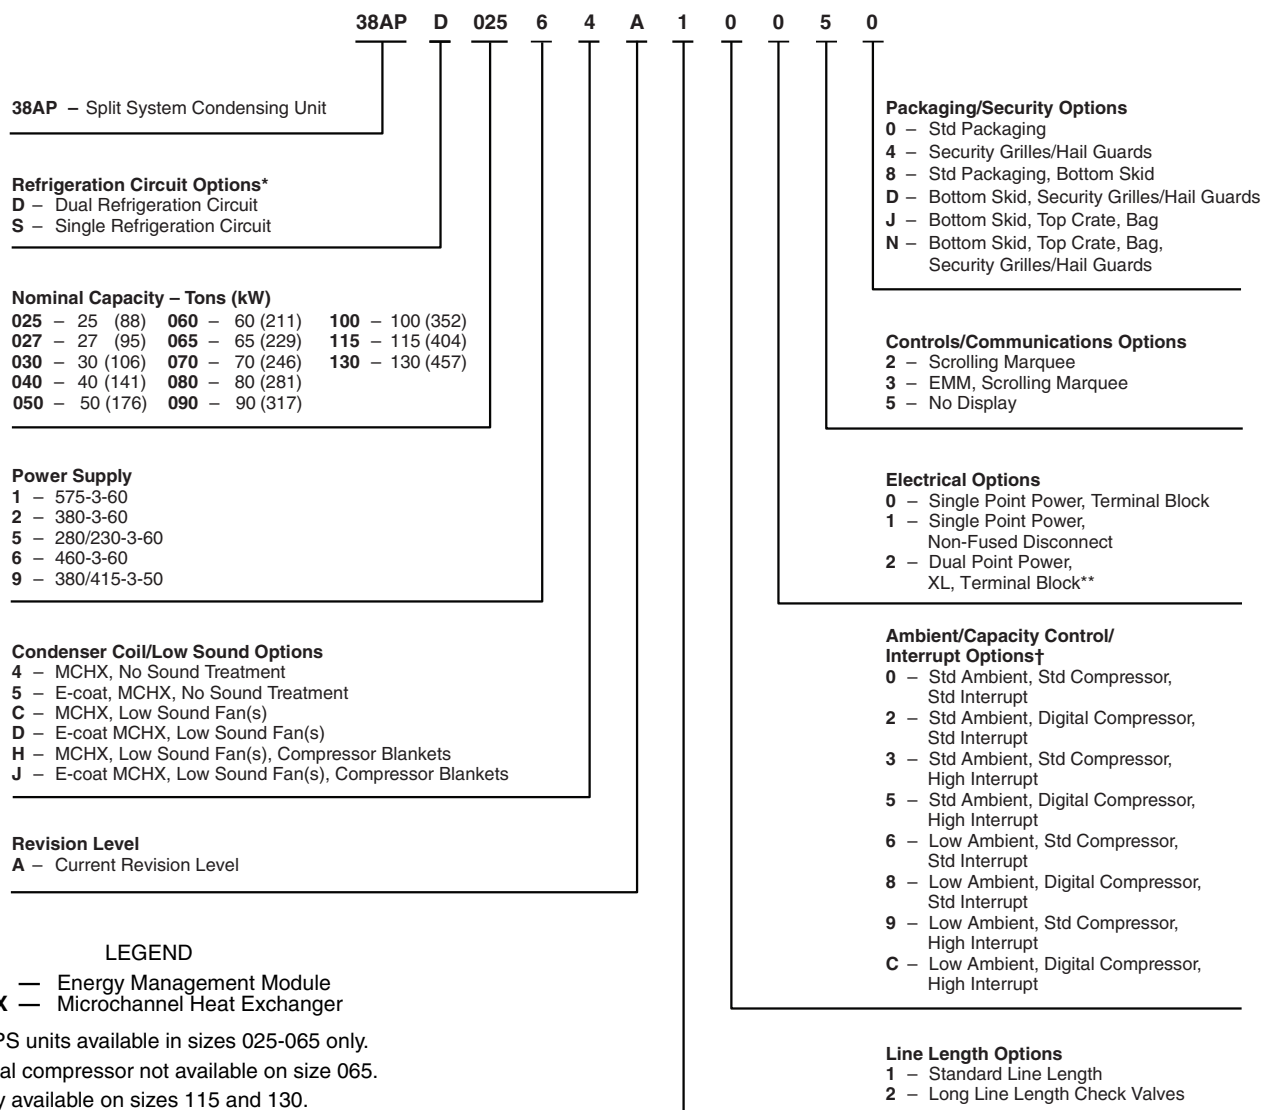 38AP D 025 6 4 A 1 0 0 5 0
38AP – Split System Condensing Unit
Refrigeration Circuit Options*
D – Dual Refrigeration Circuit
S – Single Refrigeration Circuit
Nominal Capacity – Tons (kW)
025 – 25 (88) 060 – 60 (211) 100 – 100 (352)
027 – 27 (95) 065 – 65 (229) 115 – 115 (404)
030 – 30 (106) 070 – 70 (246) 130 – 130 (457)
040 – 40 (141) 080 – 80 (281)
050 – 50 (176) 090 – 90 (317)
Power Supply
1 – 575-3-60
2 – 380-3-60
5 – 280/230-3-60
6 – 460-3-60
9 – 380/415-3-50
Condenser Coil/Low Sound Options
4 – MCHX, No Sound Treatment
5 – E-coat, MCHX, No Sound Treatment
C – MCHX, Low Sound Fan(s)
D – E-coat MCHX, Low Sound Fan(s)
H – MCHX, Low Sound Fan(s), Compressor Blankets
J – E-coat MCHX, Low Sound Fan(s), Compressor Blankets
Revision Level
A – Current Revision Level
LEGEND
— Energy Management Module
X — Microchannel Heat Exchanger
PS units available in sizes 025-065 only.
al compressor not available on size 065.
y available on sizes 115 and 130.
Packaging/Security Options
0 – Std Packaging
4 – Security Grilles/Hail Guards
8 – Std Packaging, Bottom Skid
D – Bottom Skid, Security Grilles/Hail Guards
J – Bottom Skid, Top Crate, Bag
N – Bottom Skid, Top Crate, Bag,
Security Grilles/Hail Guards
Controls/Communications Options
2 – Scrolling Marquee
3 – EMM, Scrolling Marquee
5 – No Display
Electrical Options
0 – Single Point Power, Terminal Block
1 – Single Point Power,
Non-Fused Disconnect
2 – Dual Point Power,
XL, Terminal Block**
Ambient/Capacity Control/
Interrupt Options†
0 – Std Ambient, Std Compressor,
Std Interrupt
2 – Std Ambient, Digital Compressor,
Std Interrupt
3 – Std Ambient, Std Compressor,
High Interrupt
5 – Std Ambient, Digital Compressor,
High Interrupt
6 – Low Ambient, Std Compressor,
Std Interrupt
8 – Low Ambient, Digital Compressor,
Std Interrupt
9 – Low Ambient, Std Compressor,
High Interrupt
C – Low Ambient, Digital Compressor,
High Interrupt
Line Length Options
1 – Standard Line Length
2 – Long Line Length Check Valves